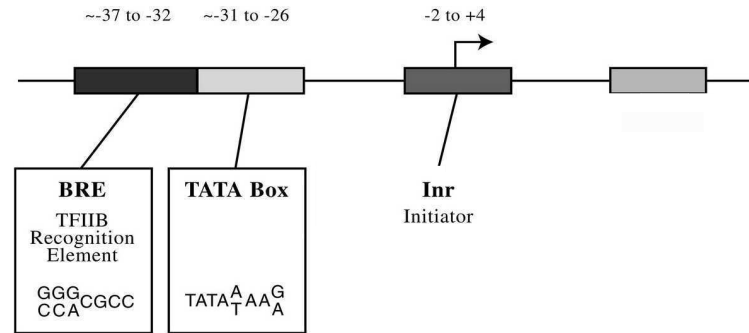 ~-37 to -32 ~-31 to -26 -2 to +4
BRE
TFIIB
Recognition
Element
GGG
CCA CGCC
TATA Box
TATA A AA G
T A
Inr
Initiator